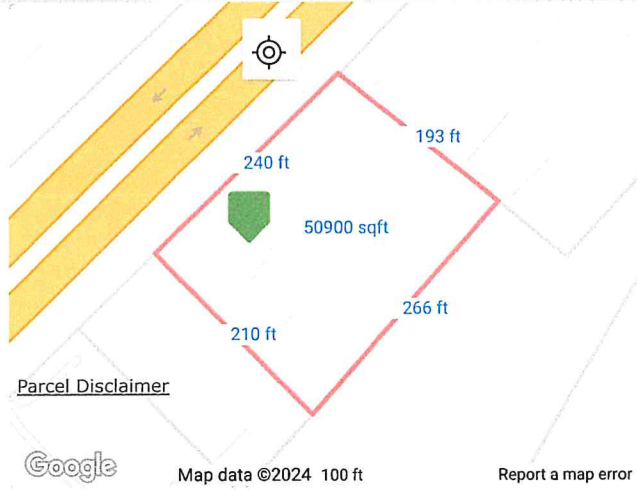 193 ft
240 ft
50900 sqft
266 ft
210 ft
Parcel Disclaimer
Google
Map data ©2024 100 ft
Report a map error